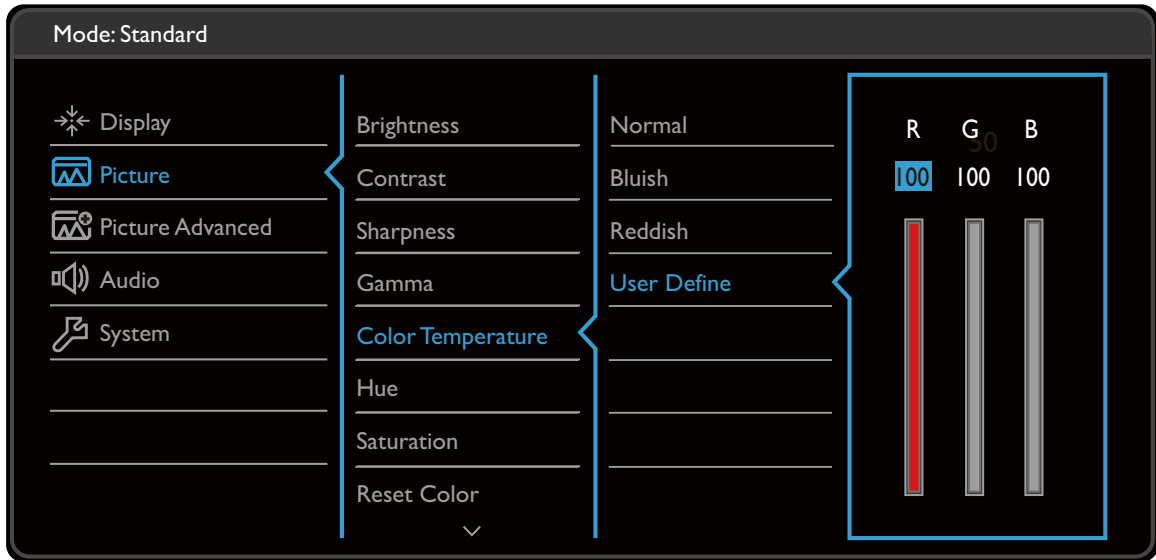 Mode: Standard
Display
Picture
Picture Advanced
Audio
System
Brightness
Contrast
Sharpness
Gamma
Color Temperature
Hue
Saturation
Reset Color
Normal
Bluish
Reddish
User Define
R G B
50
100 100 100